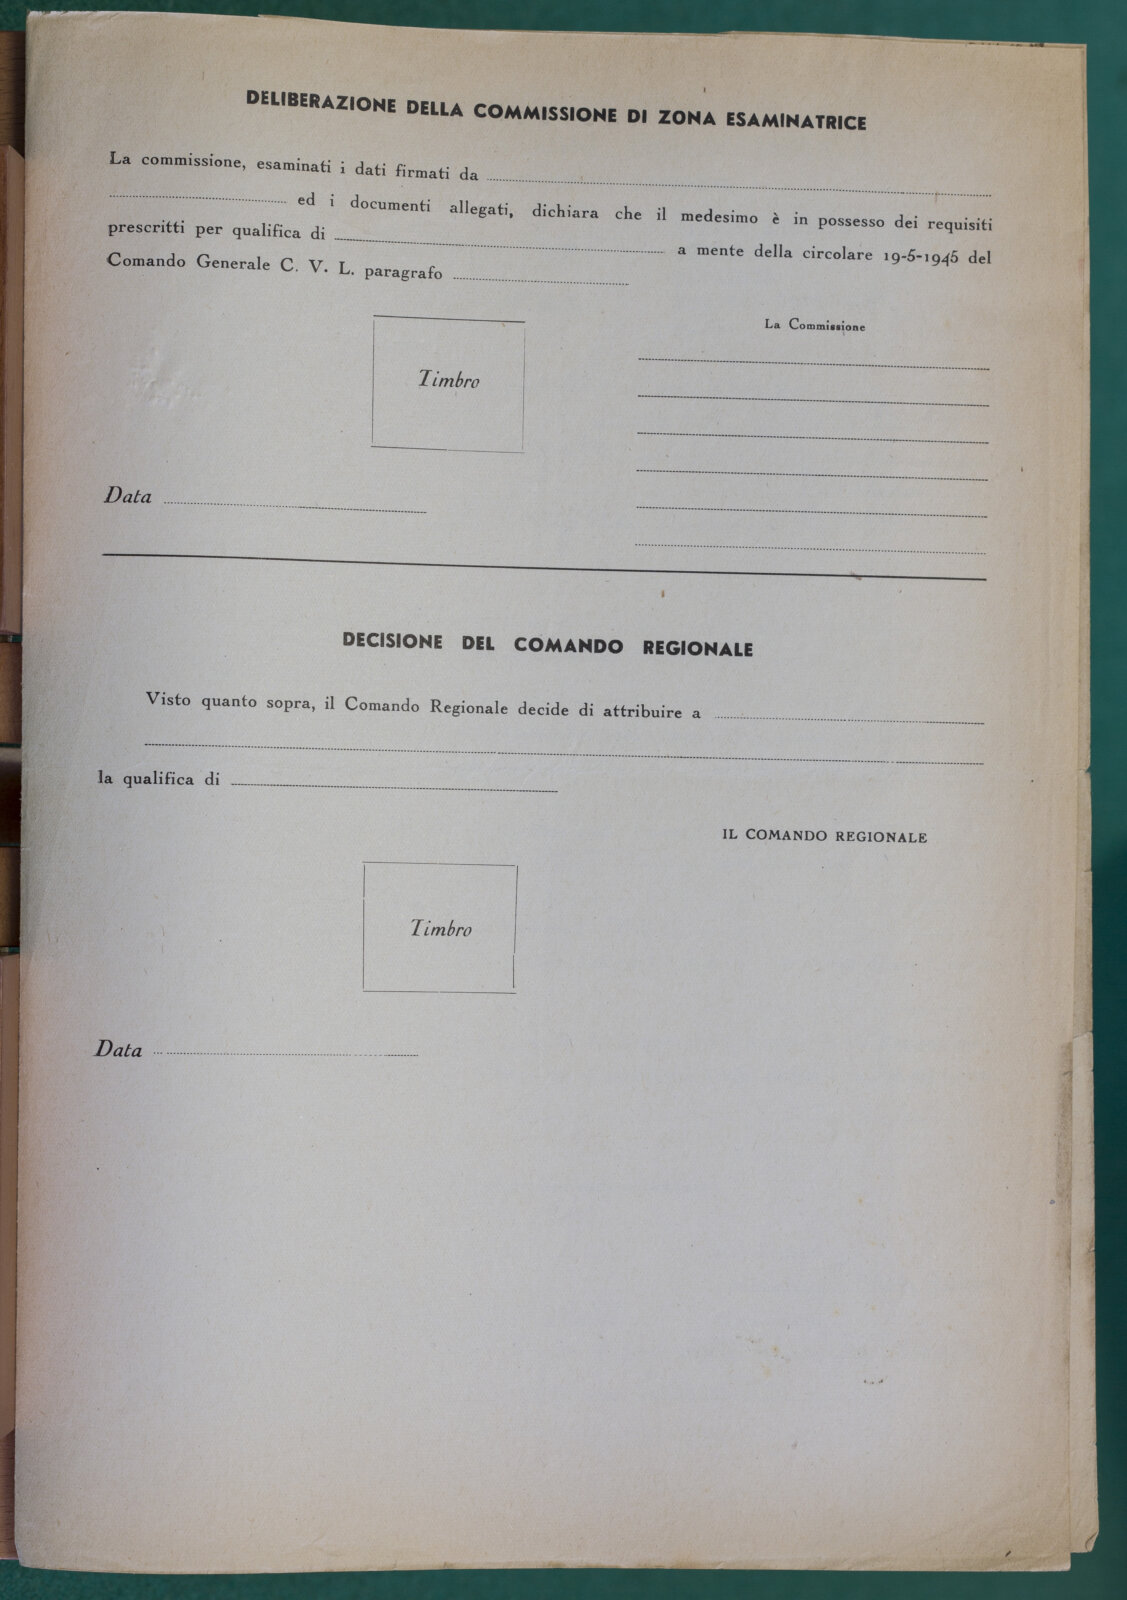 DELIBERAZIONE DELLA COMMISSIONE DI ZONA ESAMINATRICE
La commissione, esaminati i dati firmati da
ed i documenti allegati, dichiara che il medesimo è in possesso dei requisiti
prescritti per qualifica di a mente della circolare 19-5-1945 del
Comando Generale C. V. L. paragrafo
La Commissione
Timbro
Data
DECISIONE DEL COMANDO REGIONALE
Visto quanto sopra, il Comando Regionale decide di attribuire a
la qualifica di
IL COMANDO REGIONALE
Timbro
Data